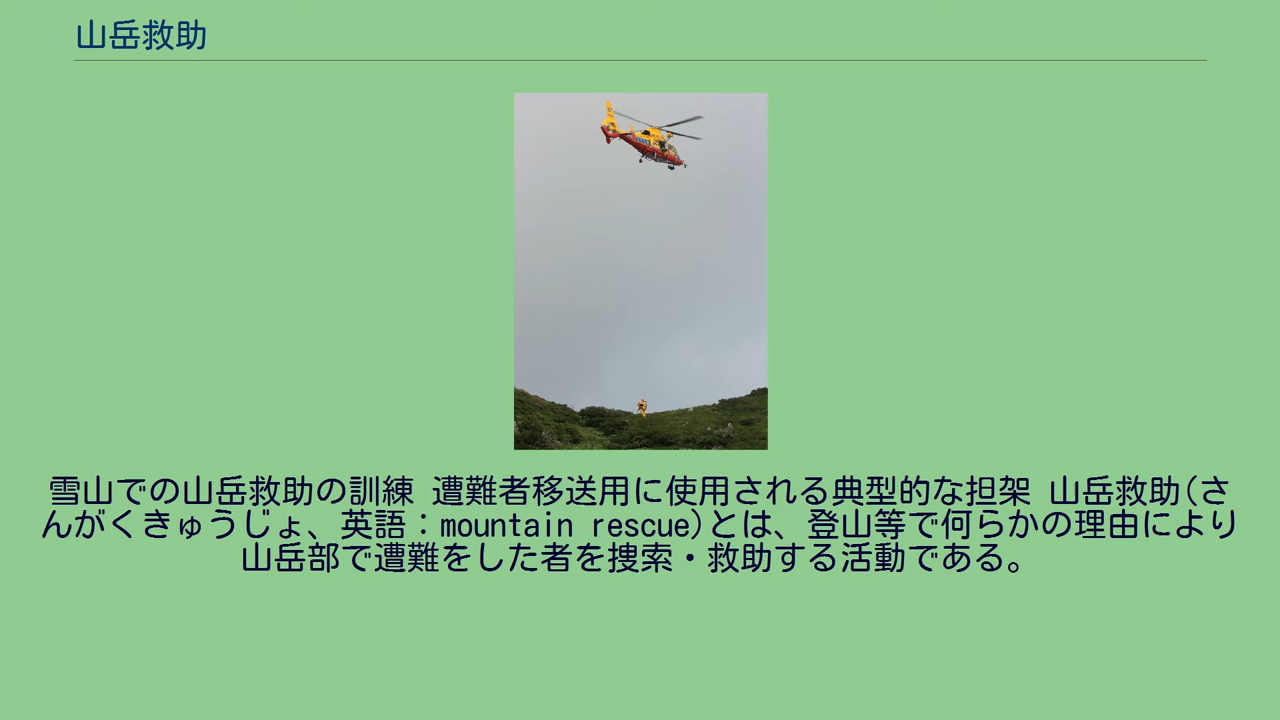 山岳救助
雪山での山岳救助の訓練 遭難者移送用に使用される典型的な担架 山岳救助(さ
んがくきゅうじょ、英語：mountain rescue)とは、登山等で何らかの理由により
山岳部で遭難をした者を捜索・救助する活動である。